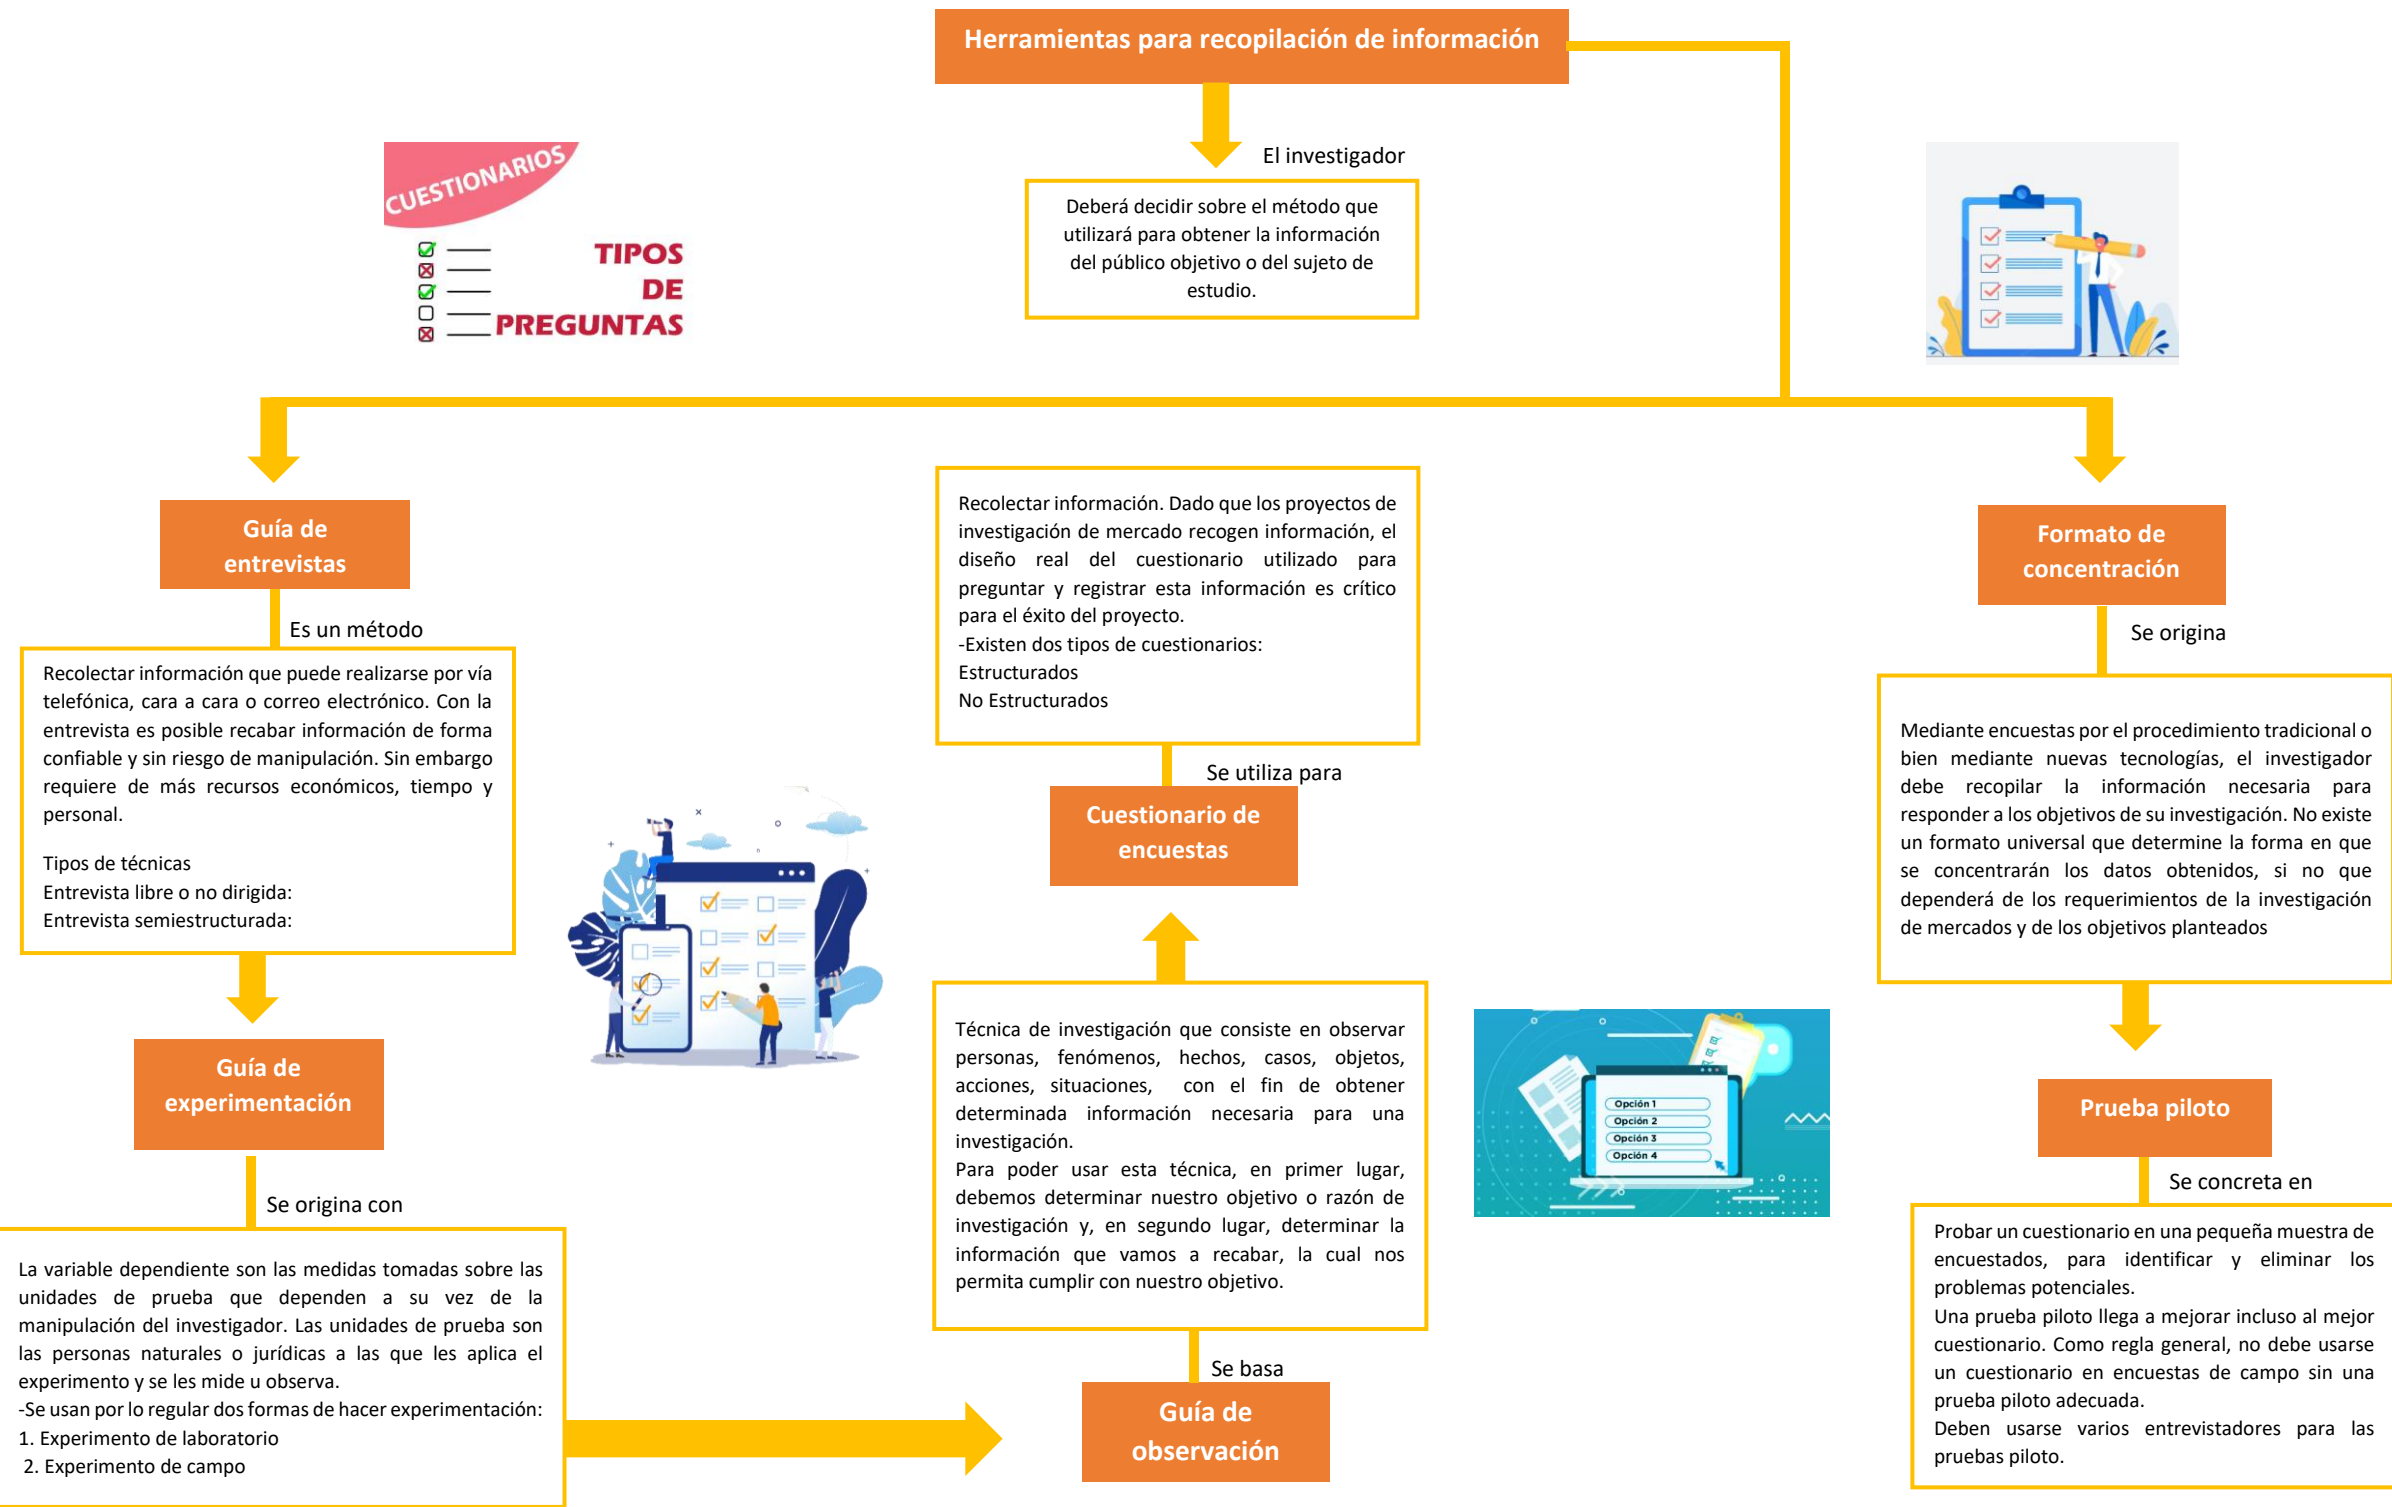 Herramientas para recopilación de información
El investigador
Deberá decidir sobre el método que
utilizará para obtener la información
del público objetivo o del sujeto de
estudio.
CUESTIONARIOS
TIPOS
DE
PREGUNTAS
Guía de
entrevistas
Es un método
Recolectar información que puede realizarse por vía
telefónica, cara a cara o correo electrónico. Con la
entrevista es posible recabar información de forma
confiable y sin riesgo de manipulación. Sin embargo
requiere de más recursos económicos, tiempo y
personal.
Tipos de técnicas
Entrevista libre o no dirigida:
Entrevista semiestructurada:
Guía de
experimentación
Se origina con
La variable dependiente son las medidas tomadas sobre las
unidades de prueba que dependen a su vez de la
manipulación del investigador. Las unidades de prueba son
las personas naturales o jurídicas a las que les aplica el
experimento y se les mide u observa.
-Se usan por lo regular dos formas de hacer experimentación:
1. Experimento de laboratorio
2. Experimento de campo
Recolectar información. Dado que los proyectos de
investigación de mercado recogen información, el
diseño real del cuestionario utilizado para
preguntar y registrar esta información es crítico
para el éxito del proyecto.
-Existen dos tipos de cuestionarios:
Estructurados
No Estructurados
Se utiliza para
Cuestionario de
encuestas
Técnica de investigación que consiste en observar
personas, fenómenos, hechos, casos, objetos,
acciones, situaciones, con el fin de obtener
determinada información necesaria para una
investigación.
Para poder usar esta técnica, en primer lugar,
debemos determinar nuestro objetivo o razón de
investigación y, en segundo lugar, determinar la
información que vamos a recabar, la cual nos
permita cumplir con nuestro objetivo.
Se basa
Guía de
observación
Opción 1
Opción 2
Opción 3
Opción 4
Formato de
concentración
Se origina
Mediante encuestas por el procedimiento tradicional o
bien mediante nuevas tecnologías, el investigador
debe recopilar la información necesaria para
responder a los objetivos de su investigación. No existe
un formato universal que determine la forma en que
se concentrarán los datos obtenidos, si no que
dependerá de los requerimientos de la investigación
de mercados y de los objetivos planteados
Prueba piloto
Se concreta en
Probar un cuestionario en una pequeña muestra de
encuestados, para identificar y eliminar los
problemas potenciales.
Una prueba piloto llega a mejorar incluso al mejor
cuestionario. Como regla general, no debe usarse
un cuestionario en encuestas de campo sin una
prueba piloto adecuada.
Deben usarse varios entrevistadores para las
pruebas piloto.